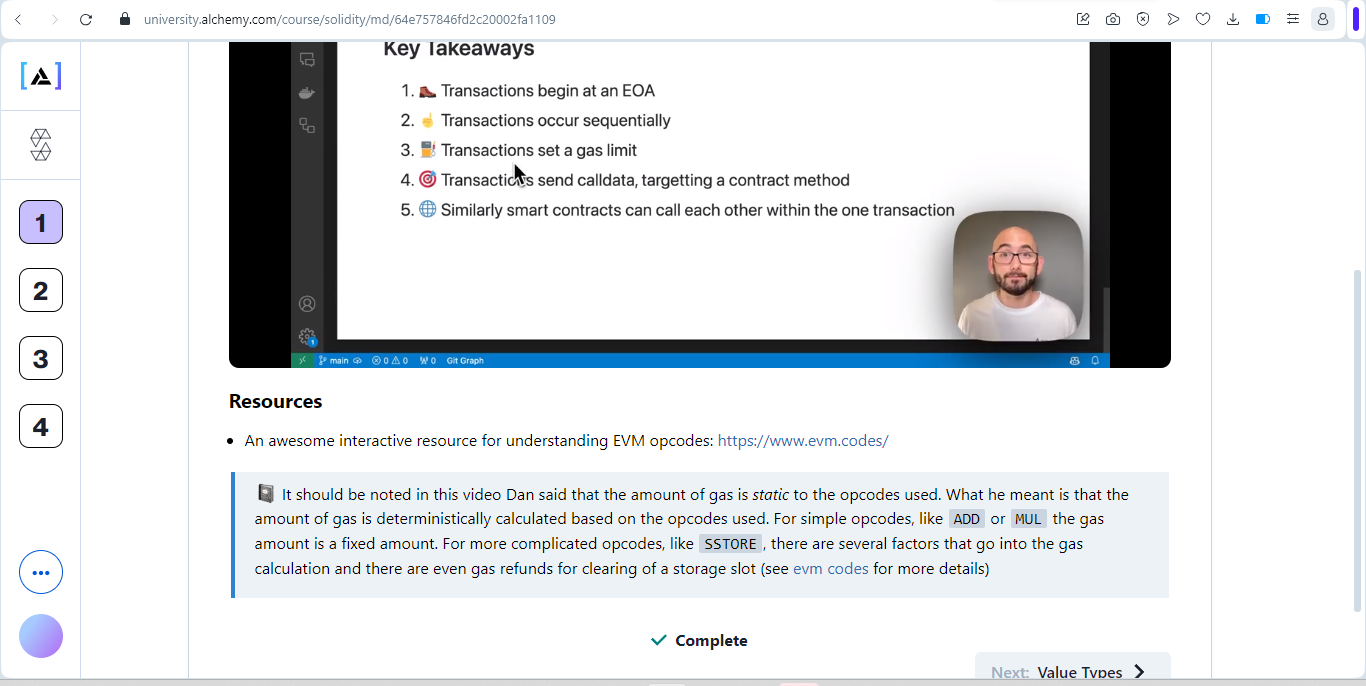 university.alchemy.com/course/solidity/md/64e757846fd2c20002fa1109
Key Takeaways
1. 🥾 Transactions begin at an EOA
2. ☝️ Transactions occur sequentially
3. ⛽ Transactions set a gas limit
4. 🎯 Transactions send calldata, targetting a contract method
5. 🌐 Similarly smart contracts can call each other within the one transaction
1
2
3
4
1
main 0 0 0 Git Graph
Resources
• An awesome interactive resource for understanding EVM opcodes: https://www.evm.codes/
📓 It should be noted in this video Dan said that the amount of gas is static to the opcodes used. What he meant is that the
amount of gas is deterministically calculated based on the opcodes used. For simple opcodes, like ADD or MUL the gas
amount is a fixed amount. For more complicated opcodes, like SSTORE, there are several factors that go into the gas
calculation and there are even gas refunds for clearing of a storage slot (see evm codes for more details)
Complete
Next: Value Types